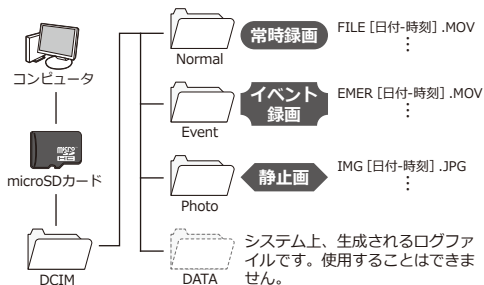 コンピュータ
microSDカード
DCIM
Normal
常時録画
FILE [日付-時刻] .MOV
Event
イベント
録画
EMER [日付-時刻] .MOV
Photo
静止画
IMG [日付-時刻] .JPG
DATA
システム上、生成されるログファ
イルです。使用することはできま
せん。